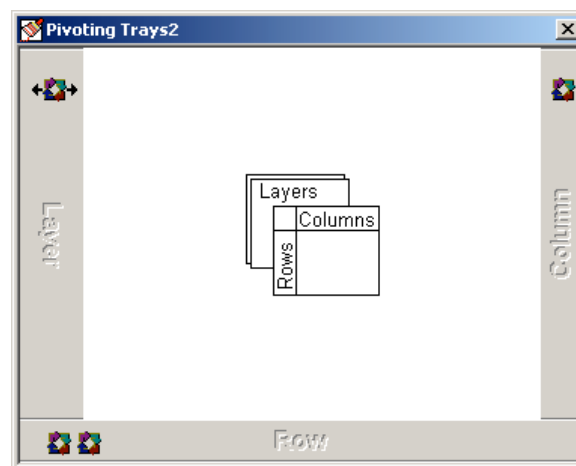 Pivoting Trays2
Layer
Layers
Columns
Rows
Column
Row